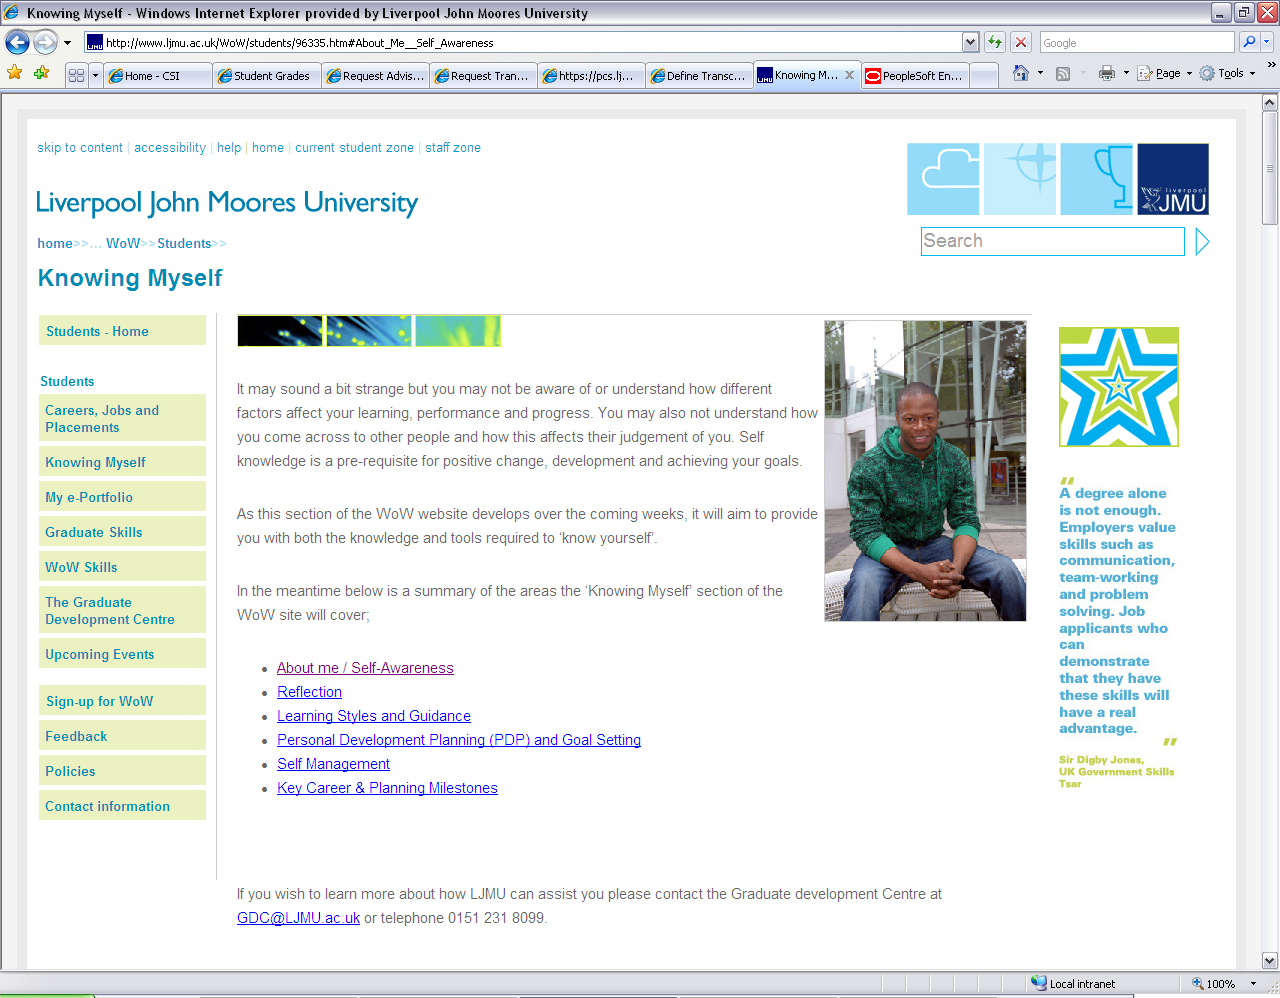 Knowing Myself - Windows Internet Explorer provided by Liverpool John Moores University
http://www.ljmu.ac.uk/WoW/students/96335.htm#About_Me__Self_Awareness
Google
Home - CSI
Student Grades
Request Advis...
Request Tran...
https://pcs.lj...
Define Transc...
Knowing M...
PeopleSoft En...
Page
Tools
skip to content | accessibility | help | home | current student zone | staff zone
liverpool
JMU
Liverpool John Moores University
Search
home>>... WoW>>Students>>
Knowing Myself
Students - Home
Students
Careers, Jobs and
Placements
Knowing Myself
My e-Portfolio
Graduate Skills
WoW Skills
The Graduate
Development Centre
Upcoming Events
Sign-up for WoW
Feedback
Policies
Contact information
It may sound a bit strange but you may not be aware of or understand how different
factors affect your learning, performance and progress. You may also not understand how
you come across to other people and how this affects their judgement of you. Self
knowledge is a pre-requisite for positive change, development and achieving your goals.
As this section of the WoW website develops over the coming weeks, it will aim to provide
you with both the knowledge and tools required to ‘know yourself’.
In the meantime below is a summary of the areas the ‘Knowing Myself’ section of the
WoW site will cover;
About me / Self-Awareness
Reflection
Learning Styles and Guidance
Personal Development Planning (PDP) and Goal Setting
Self Management
Key Career & Planning Milestones
If you wish to learn more about how LJMU can assist you please contact the Graduate development Centre at
GDC@LJMU.ac.uk or telephone 0151 231 8099.
"
A degree alone
is not enough.
Employers value
skills such as
communication,
team-working
and problem
solving. Job
applicants who
can
demonstrate
that they have
these skills will
have a real
advantage.
"
Sir Digby Jones,
UK Government Skills
Tsar
Local intranet
100%